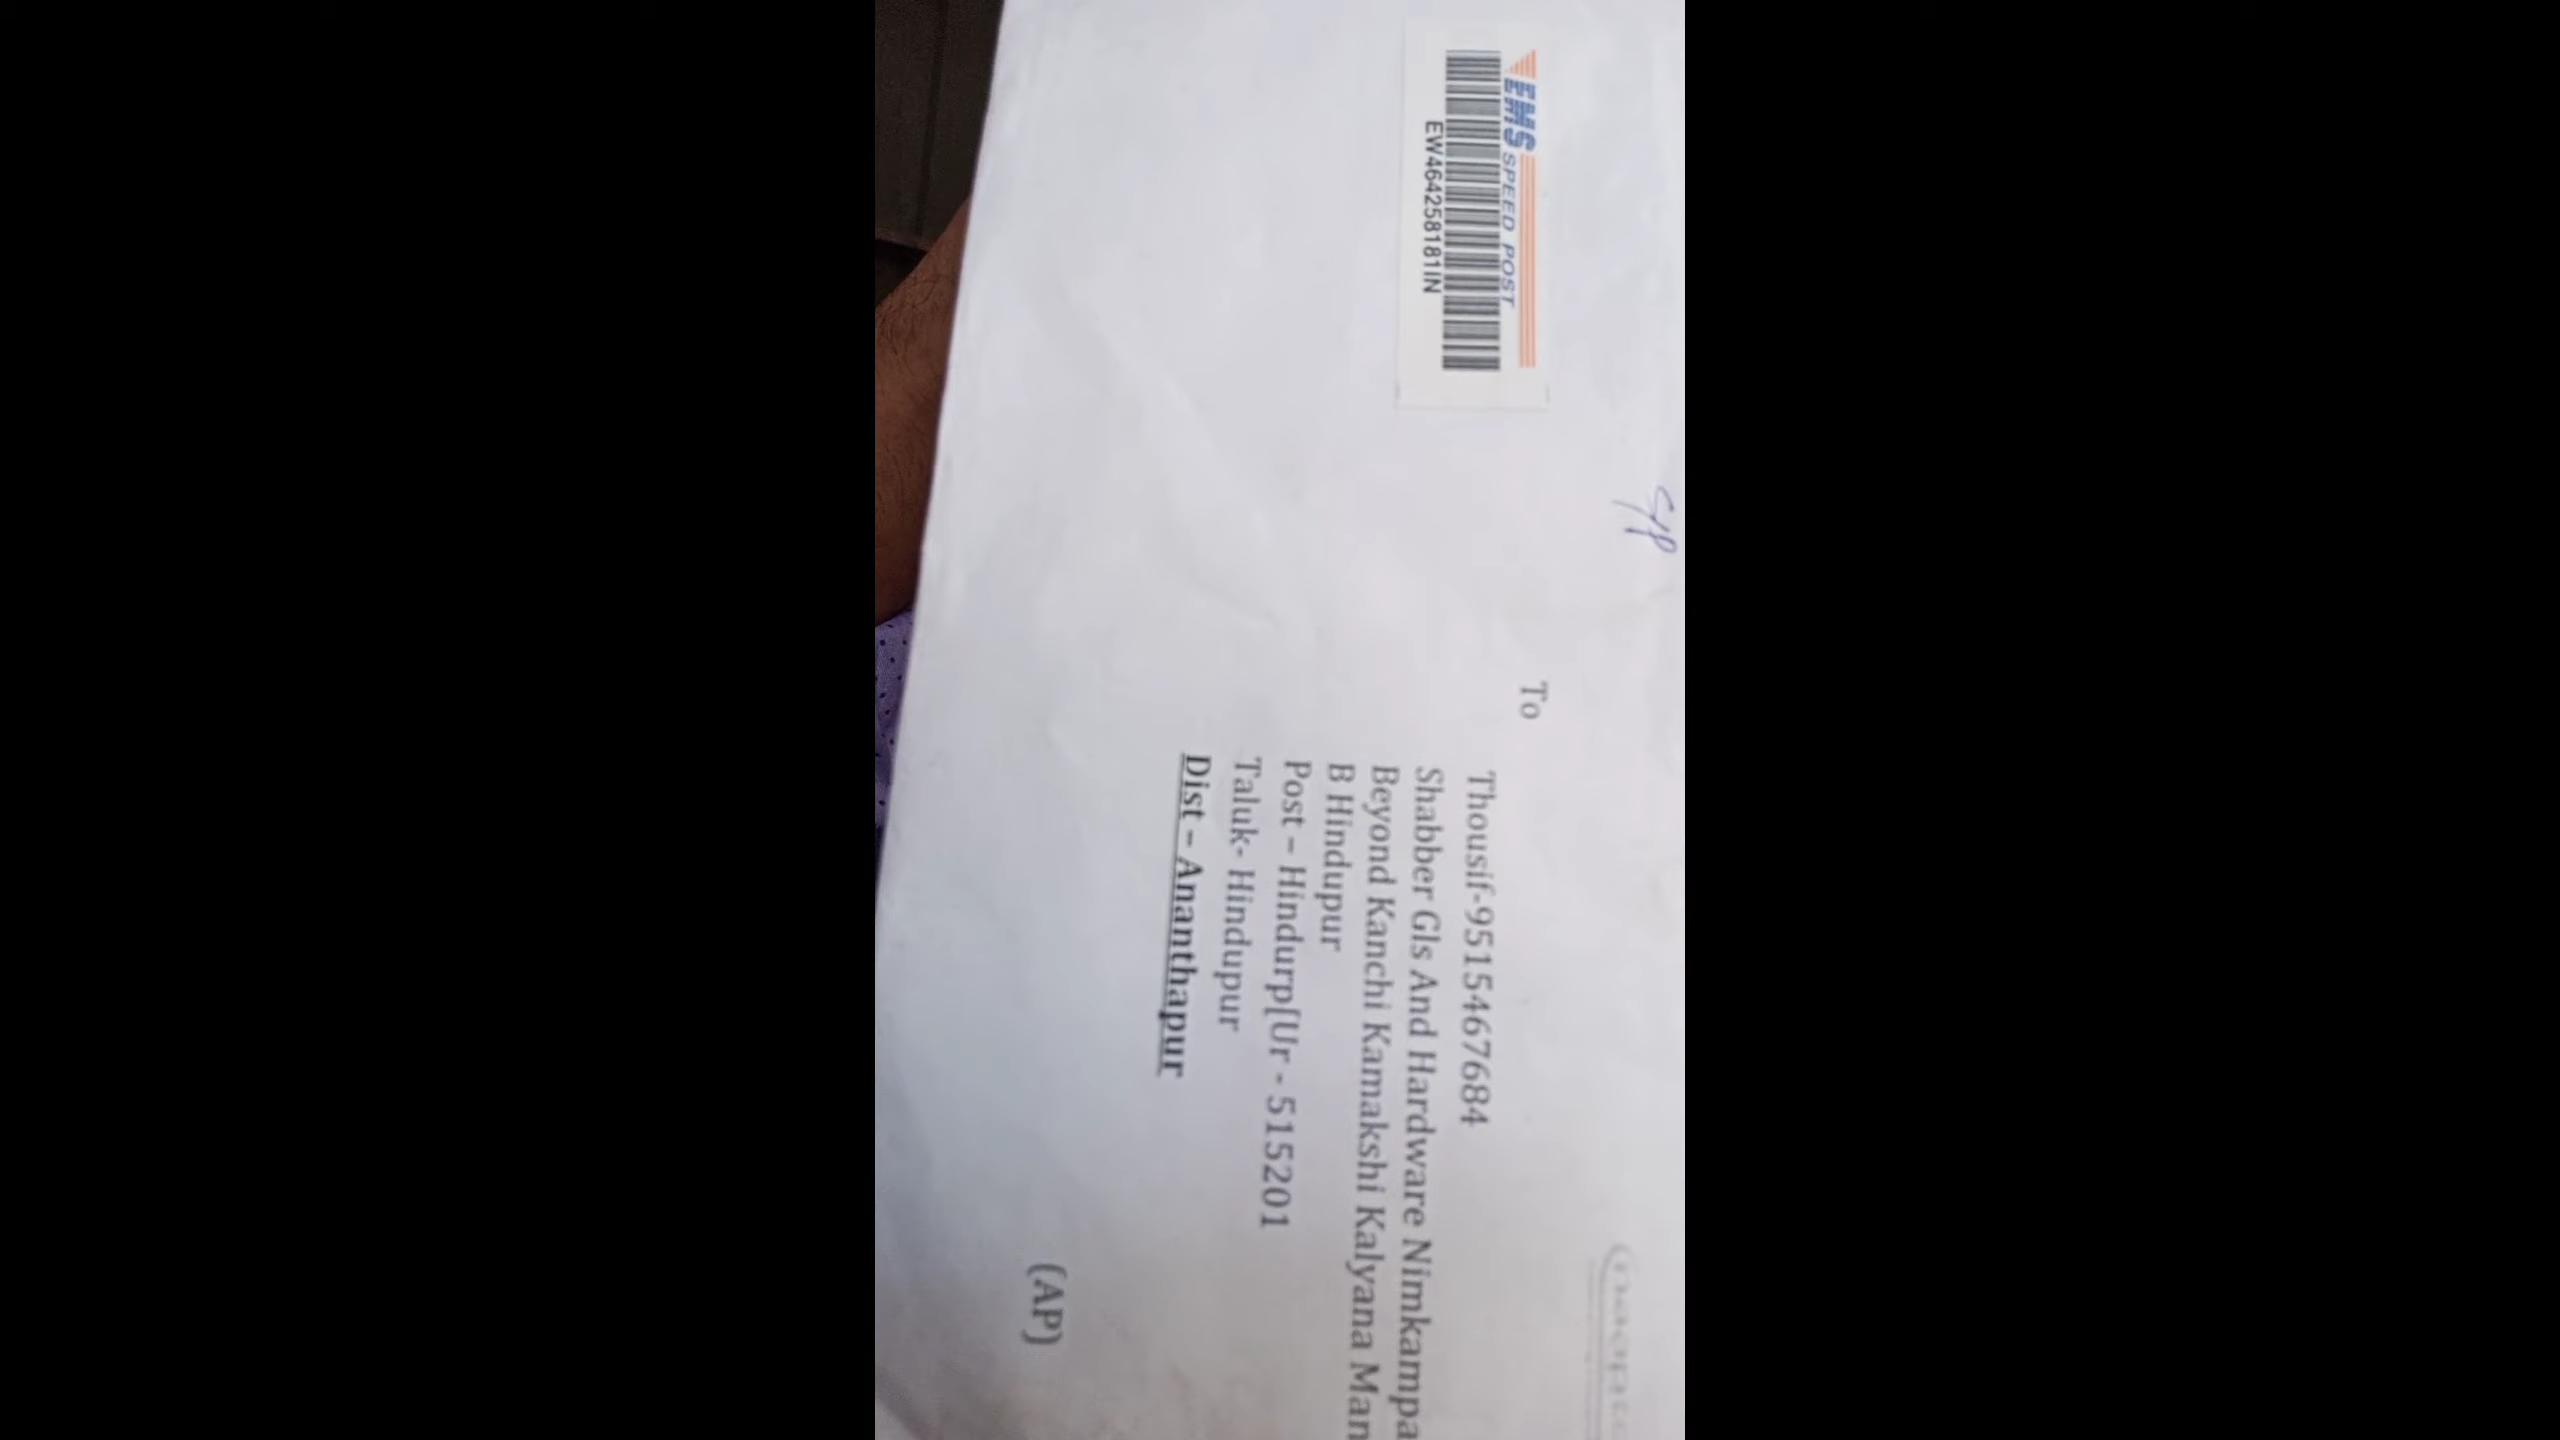 EMS SPEED POST
EW464258181IN
To
Thousif-9515467684
Shabber Gls And Hardware Nimkampa
Beyond Kanchi Kamakshi Kalyana Man
B Hindupur
Post – Hindurp[Ur - 515201
Taluk- Hindupur
Dist – Ananthapur
(AP)